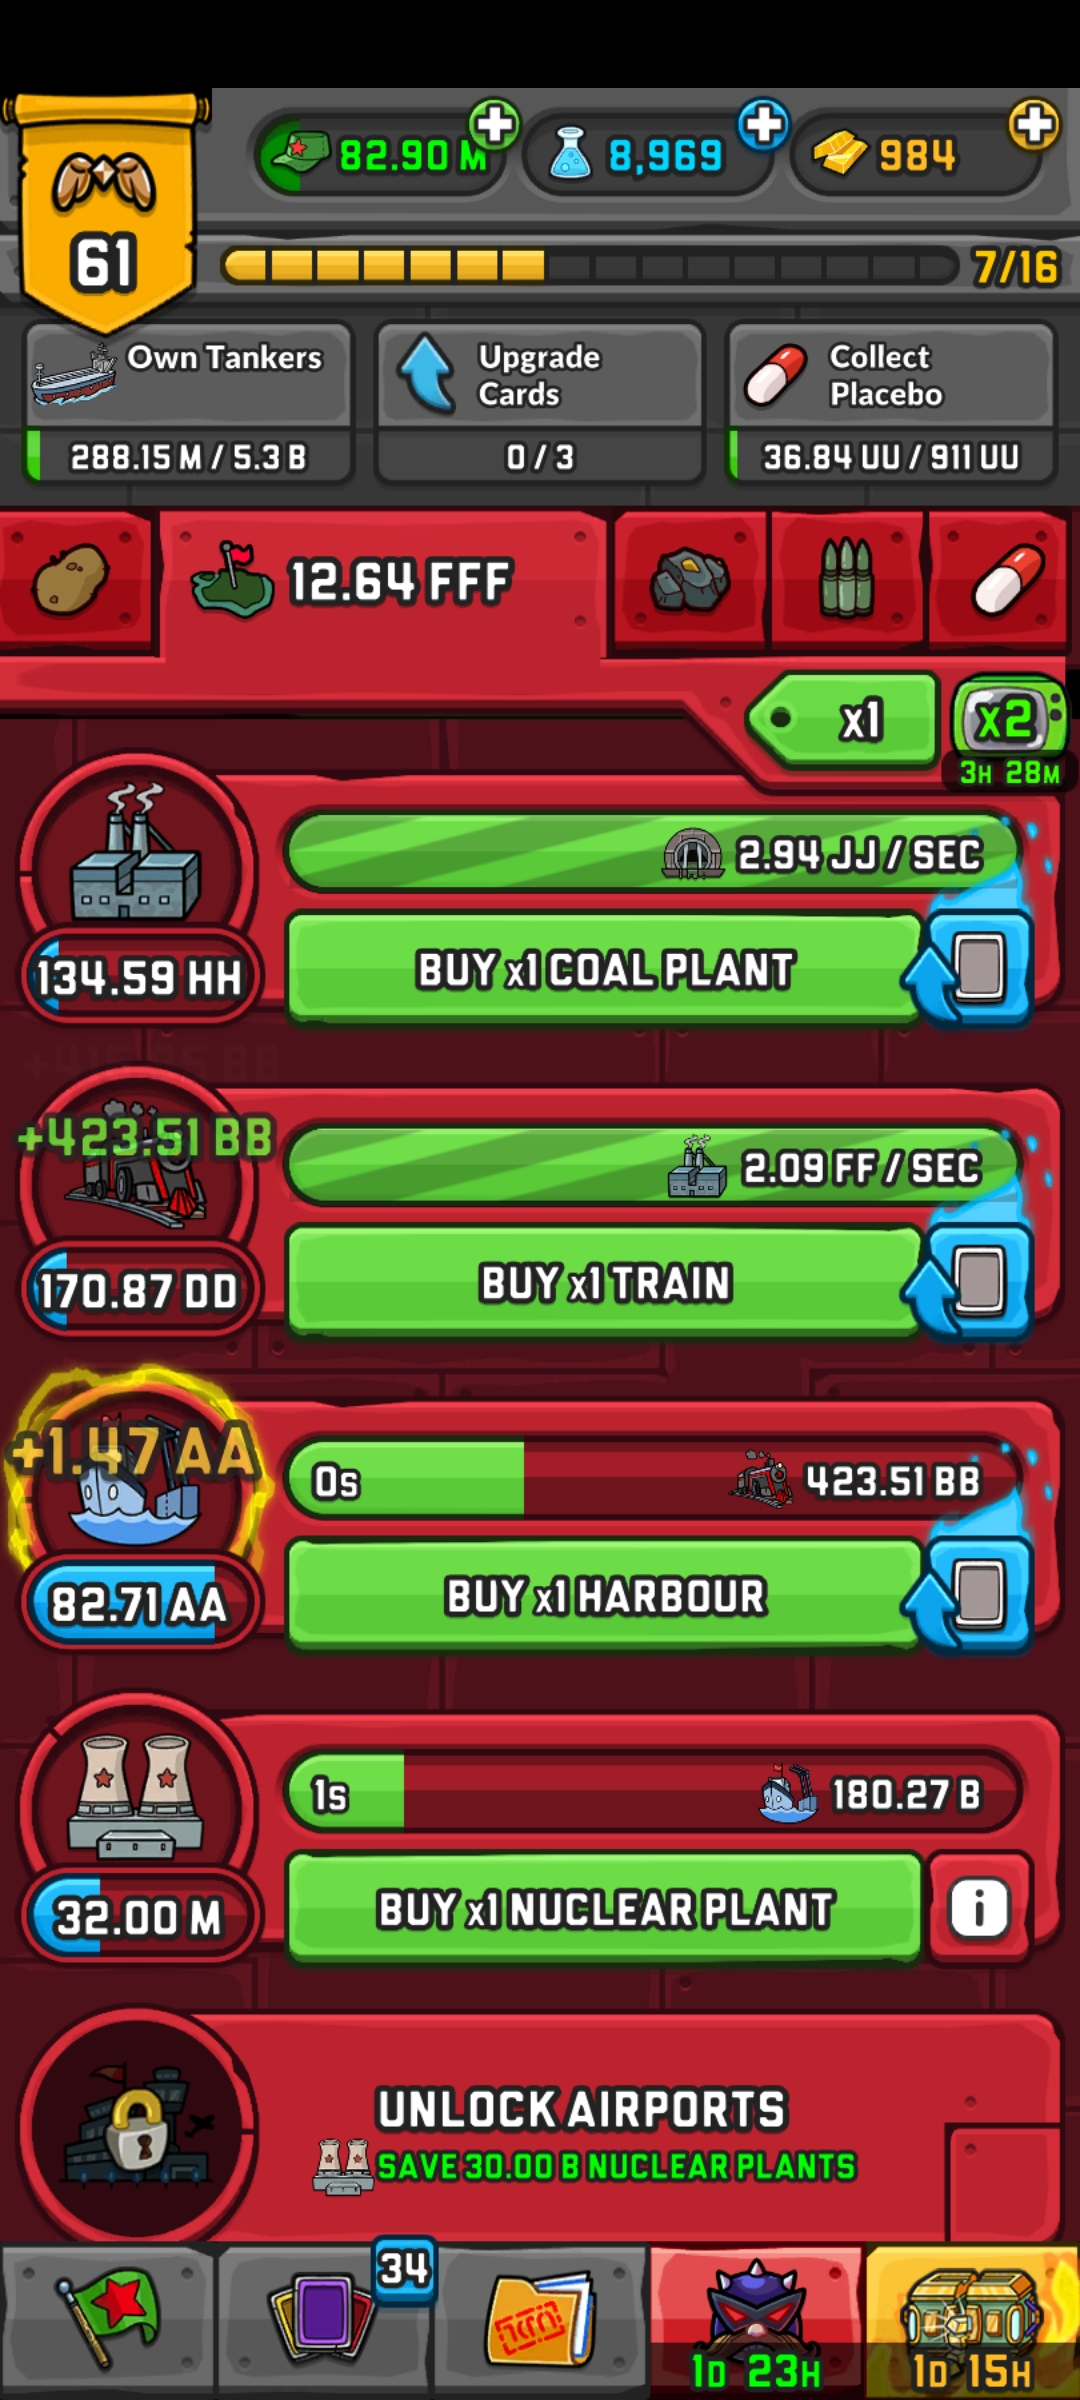 61
82.90 M
8,969
984
7/16
Own Tankers
288.15 M / 5.3 B
Upgrade
Cards
0 / 3
Collect
Placebo
36.84 UU / 911 UU
12.64 FFF
x1
x2
3H 28M
2.94 JJ / SEC
134.59 HH
BUY x1 COAL PLANT
+423.51 BB
2.09 FF / SEC
170.87 DD
BUY x1 TRAIN
+1.47 AA
0s
423.51 BB
82.71 AA
BUY x1 HARBOUR
1s
180.27 B
32.00 M
BUY x1 NUCLEAR PLANT
i
UNLOCK AIRPORTS
SAVE 30.00 B NUCLEAR PLANTS
34
1D 23H
1D 15H